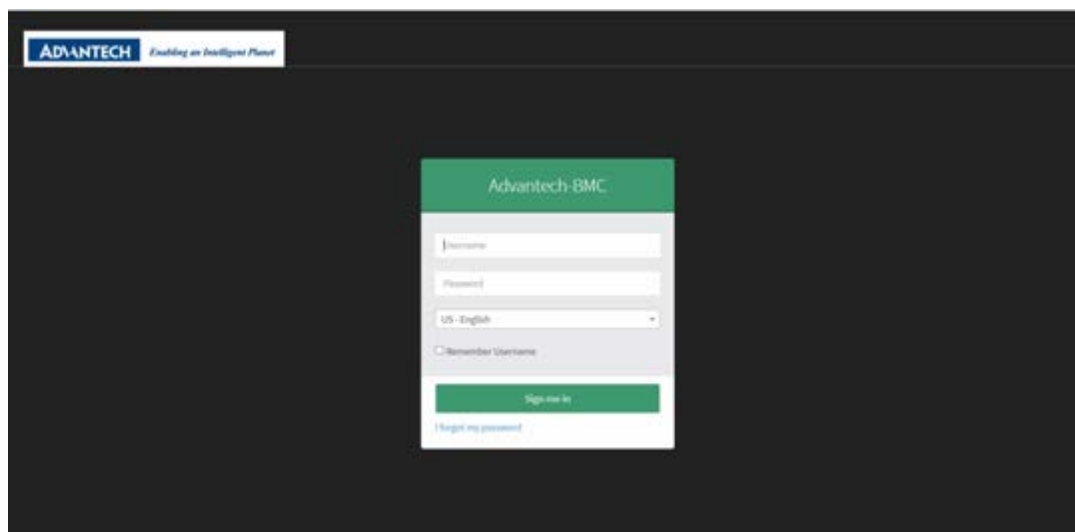 ADVANTECH Enabling an Intelligent Planet
Advantech-BMC
Username
Password
US - English
Remember Username
Sign me in
I forgot my password